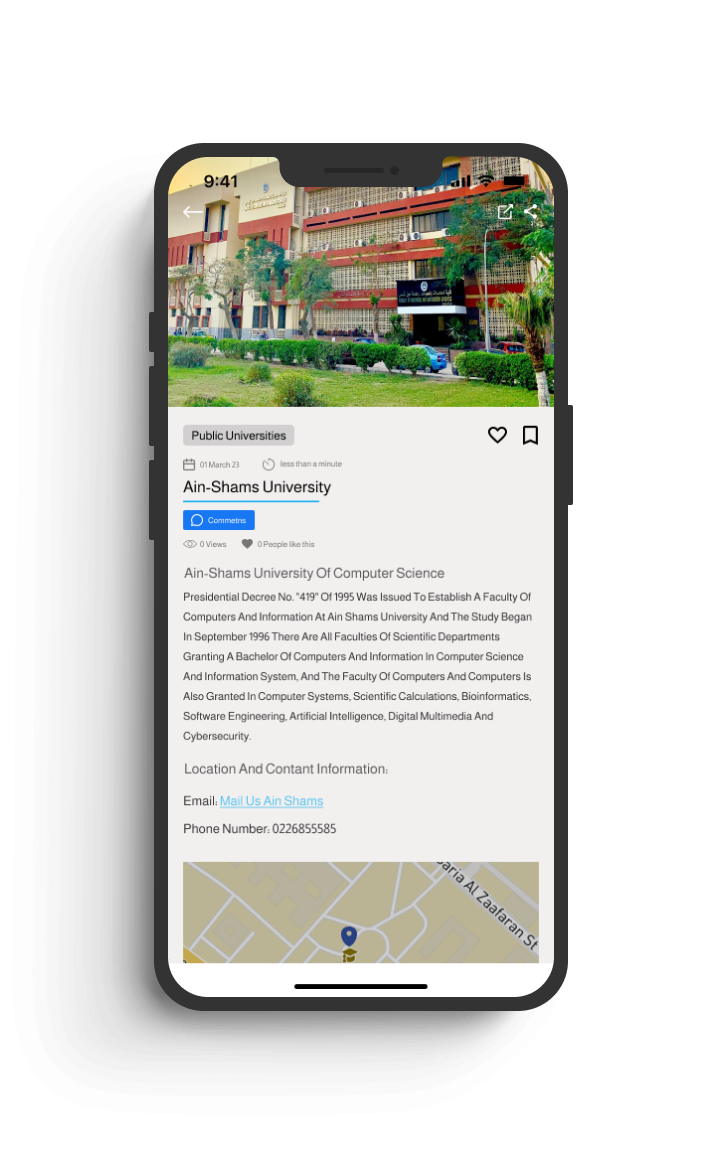 9:41
Public Universities
01 March 23
less than a minute
Ain-Shams University
Commetns
0 Views
0 People like this
Ain-Shams University Of Computer Science
Presidential Decree No. "419" Of 1995 Was Issued To Establish A Faculty Of
Computers And Information At Ain Shams University And The Study Began
In September 1996 There Are All Faculties Of Scientific Departments
Granting A Bachelor Of Computers And Information In Computer Science
And Information System, And The Faculty Of Computers And Computers Is
Also Granted In Computer Systems, Scientific Calculations, Bioinformatics,
Software Engineering, Artificial Intelligence, Digital Multimedia And
Cybersecurity.
Location And Contant Information:
Email: Mail Us Ain Shams
Phone Number: 0226855585
Al Zaafaran St